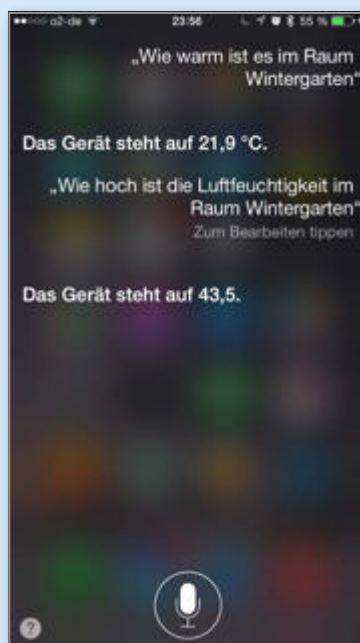 o2-de 23:56 55 %
„Wie warm ist es im Raum
Wintergarten“
Das Gerät steht auf 21,9 °C.
„Wie hoch ist die Luftfeuchtigkeit im
Raum Wintergarten“
Zum Bearbeiten tippen
Das Gerät steht auf 43,5.
?